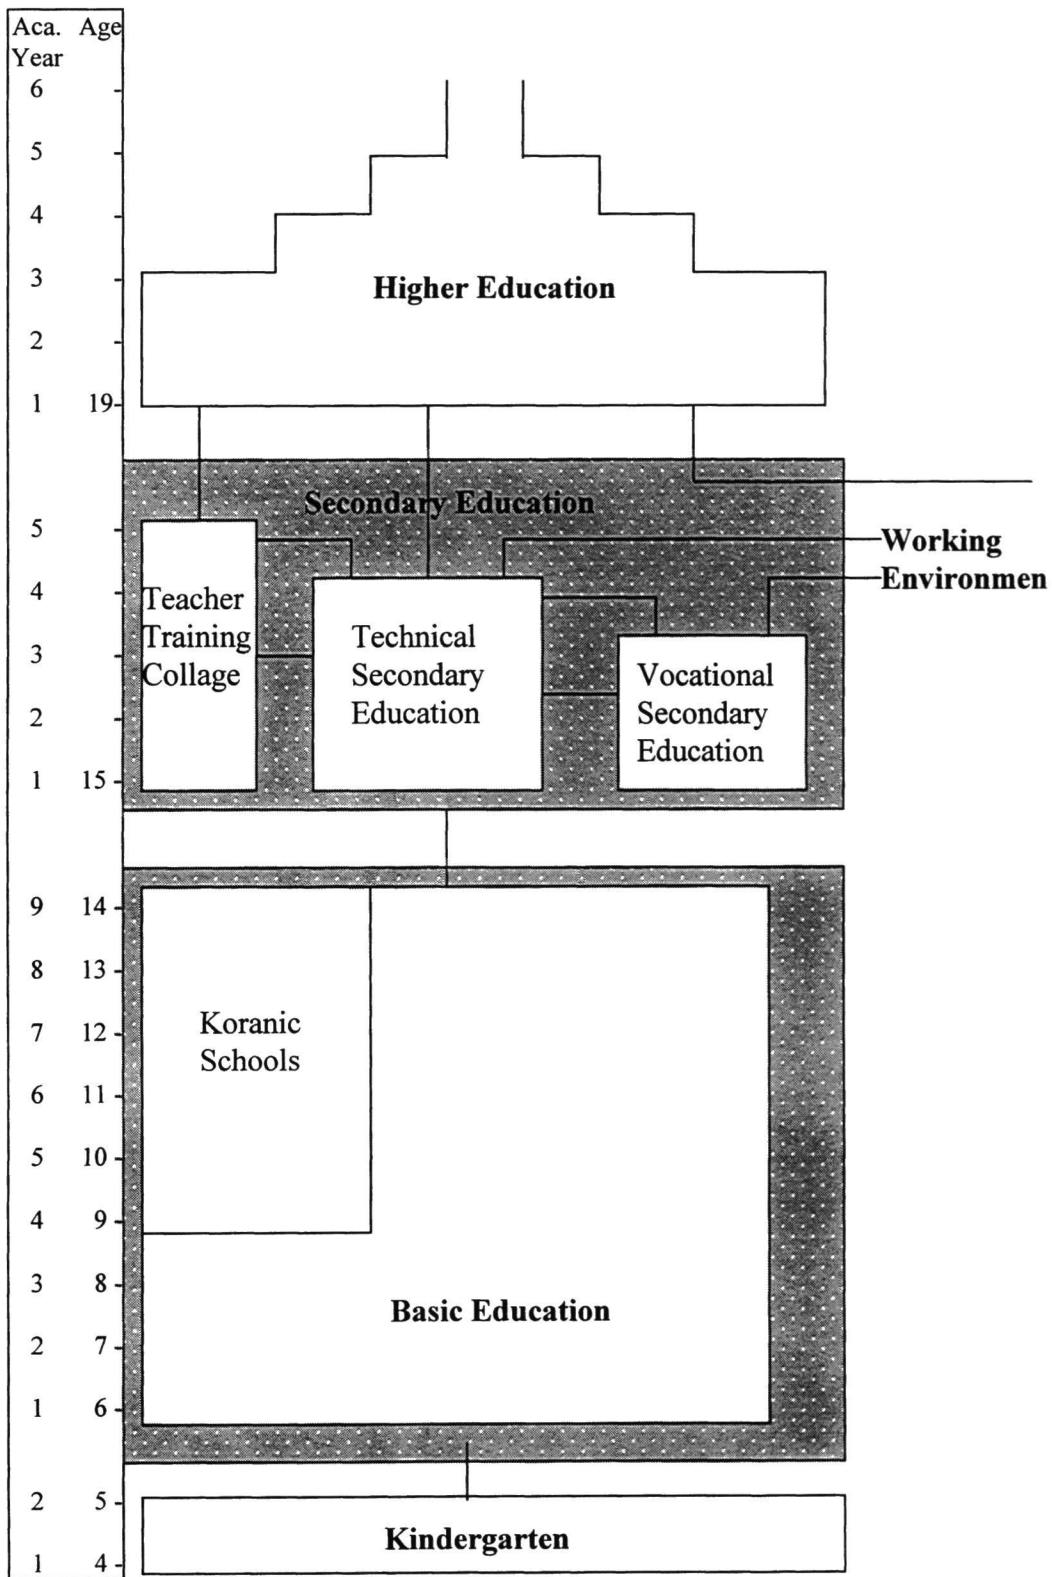 Aca. Age
Year
6
5
4
3
Higher Education
2
1 19
Secondary Education
5
Working
4
Environmen
Teacher
Training
Collage
Technical
Secondary
Education
Vocational
Secondary
Education
3
2
1 15
9 14
8 13
7 12
Koranic
Schools
6 11
5 10
4 9
3 8
Basic Education
2 7
1 6
2 5
Kindergarten
1 4